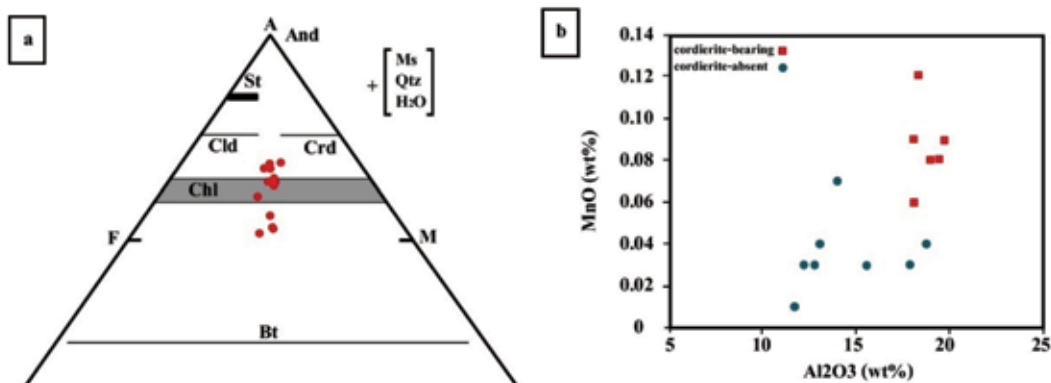 a
A And
St
+ [ Ms
Qtz
H₂O ]
Cld Crd
Chl
F M
Bt
b
MnO (wt%)
0.14
0.12
0.10
0.08
0.06
0.04
0.02
0
cordierite-bearing
cordierite-absent
5 10 15 20 25
Al2O3 (wt%)